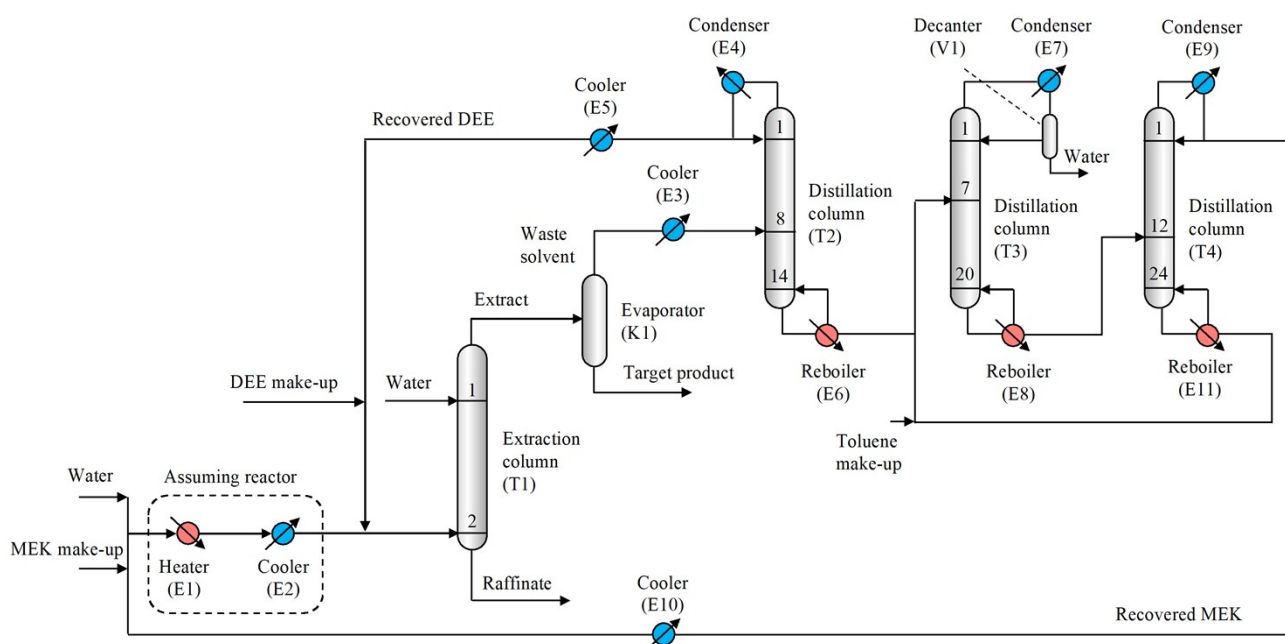 Condenser
(E4)
Decanter
(V1)
Condenser
(E7)
Condenser
(E9)
Cooler
(E5)
Recovered DEE
1
1
1
Water
Cooler
(E3)
7
8
Distillation
column
(T2)
Distillation
column
(T3)
12
Distillation
column
(T4)
Waste
solvent
14
20
24
Extract
Evaporator
(K1)
Reboiler
(E6)
Reboiler
(E8)
Reboiler
(E11)
Target product
DEE make-up
Water
1
Toluene
make-up
Extraction
column
(T1)
Water
Assuming reactor
2
MEK make-up
Heater
(E1)
Cooler
(E2)
Raffinate
Cooler
(E10)
Recovered MEK